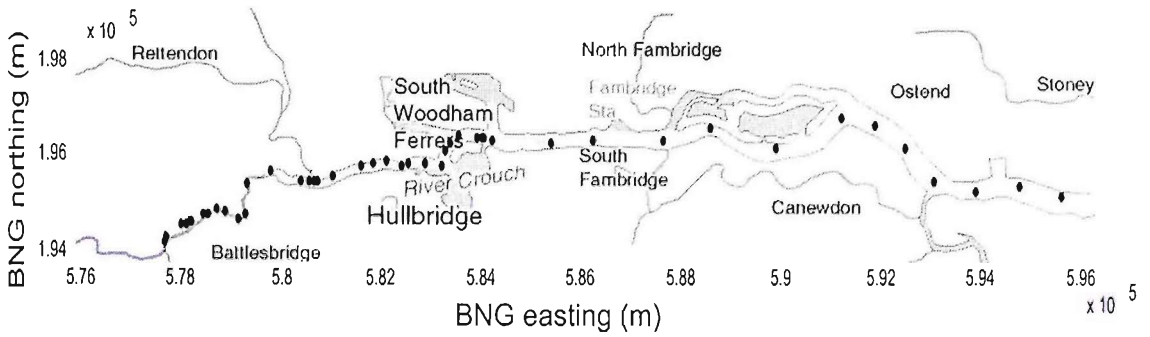 x 10 5
1.98
1.96
1.94
BNG northing (m)
Rettendon
South
Woodham
Ferrers
River Crouch
Hullbridge
Battlesbridge
North Fambridge
Fambridge
Sta
South
Fambridge
Canewdon
Ostend
Stoney
5.76 5.78 5.8 5.82 5.84 5.86 5.88 5.9 5.92 5.94 5.96
x 10 5
BNG easting (m)